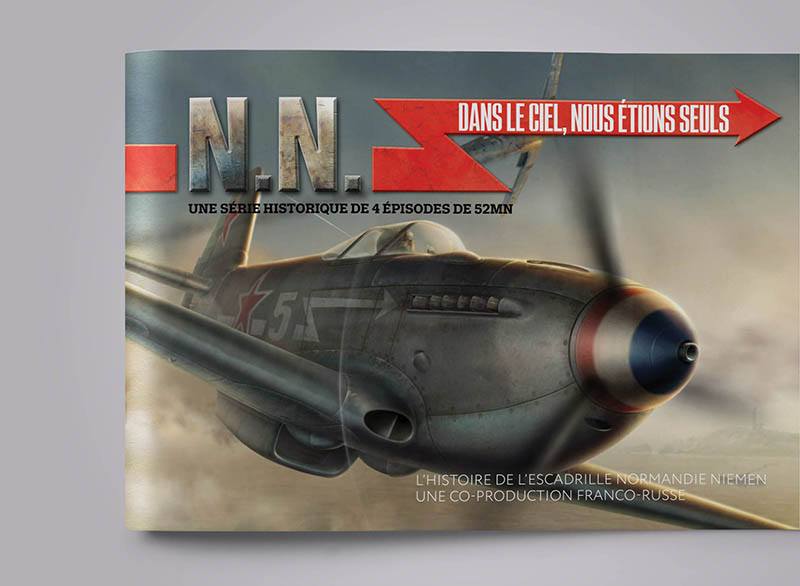 N.N.
DANS LE CIEL, NOUS ÉTIONS SEULS
UNE SÉRIE HISTORIQUE DE 4 ÉPISODES DE 52MN
5
L'HISTOIRE DE L'ESCADRILLE NORMANDIE NIEMEN
UNE CO-PRODUCTION FRANCO-RUSSE